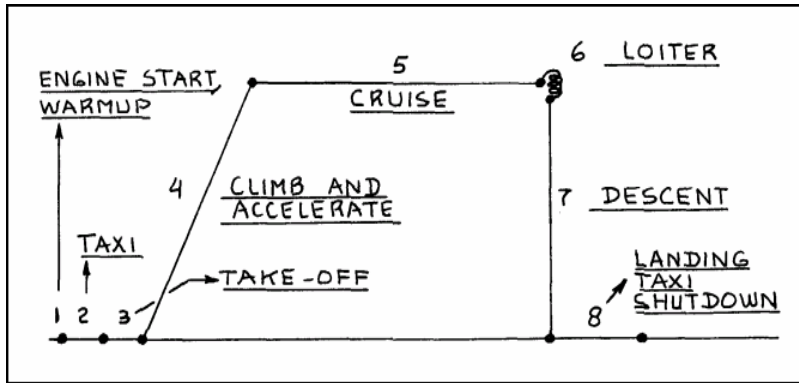 5
6 LOITER
ENGINE START,
WARMUP
CRUISE
4
CLIMB AND
ACCELERATE
7 DESCENT
TAXI
TAKE-OFF
LANDING
TAXI
SHUTDOWN
1 2 3
8